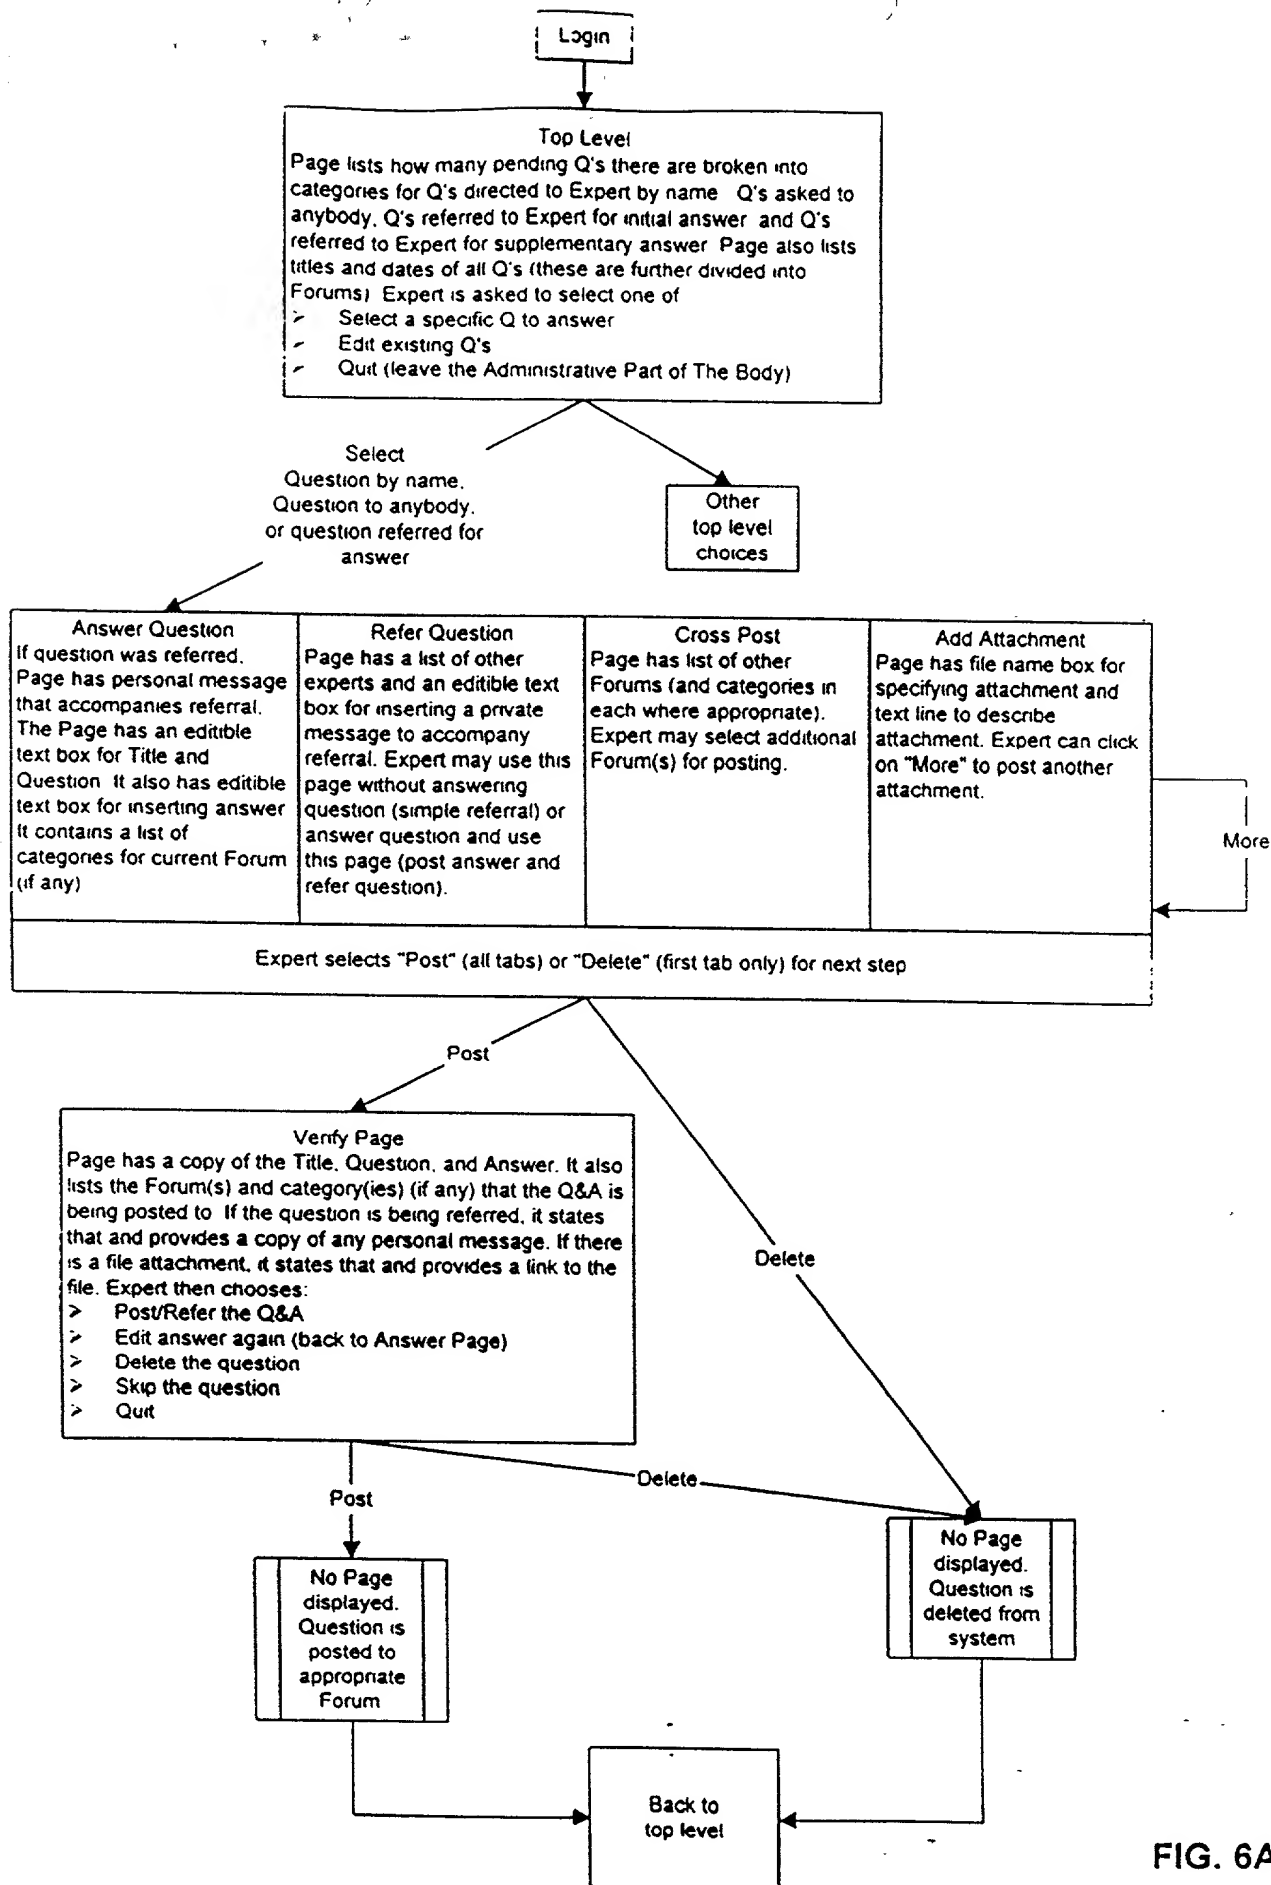 Login
Top Level
Page lists how many pending Q's there are broken into
categories for Q's directed to Expert by name Q's asked to
anybody, Q's referred to Expert for initial answer and Q's
referred to Expert for supplementary answer Page also lists
titles and dates of all Q's (these are further divided into
Forums) Expert is asked to select one of
➢ Select a specific Q to answer
➢ Edit existing Q's
➢ Quit (leave the Administrative Part of The Body)
Select
Question by name,
Question to anybody,
or question referred for
answer
Other
top level
choices
Answer Question
If question was referred.
Page has personal message
that accompanies referral.
The Page has an editible
text box for Title and
Question It also has editible
text box for inserting answer
It contains a list of
categories for current Forum
(if any)
Refer Question
Page has a list of other
experts and an editible text
box for inserting a private
message to accompany
referral. Expert may use this
page without answering
question (simple referral) or
answer question and use
this page (post answer and
refer question).
Cross Post
Page has list of other
Forums (and categories in
each where appropriate).
Expert may select additional
Forum(s) for posting.
Add Attachment
Page has file name box for
specifying attachment and
text line to describe
attachment. Expert can click
on "More" to post another
attachment.
More
Expert selects "Post" (all tabs) or "Delete" (first tab only) for next step
Post
Verify Page
Page has a copy of the Title, Question, and Answer. It also
lists the Forum(s) and category(ies) (if any) that the Q&A is
being posted to If the question is being referred, it states
that and provides a copy of any personal message. If there
is a file attachment, it states that and provides a link to the
file. Expert then chooses:
➢ Post/Refer the Q&A
➢ Edit answer again (back to Answer Page)
➢ Delete the question
➢ Skip the question
➢ Quit
Delete
Delete
Post
No Page
displayed.
Question is
posted to
appropriate
Forum
No Page
displayed.
Question is
deleted from
system
Back to
top level
FIG. 6A